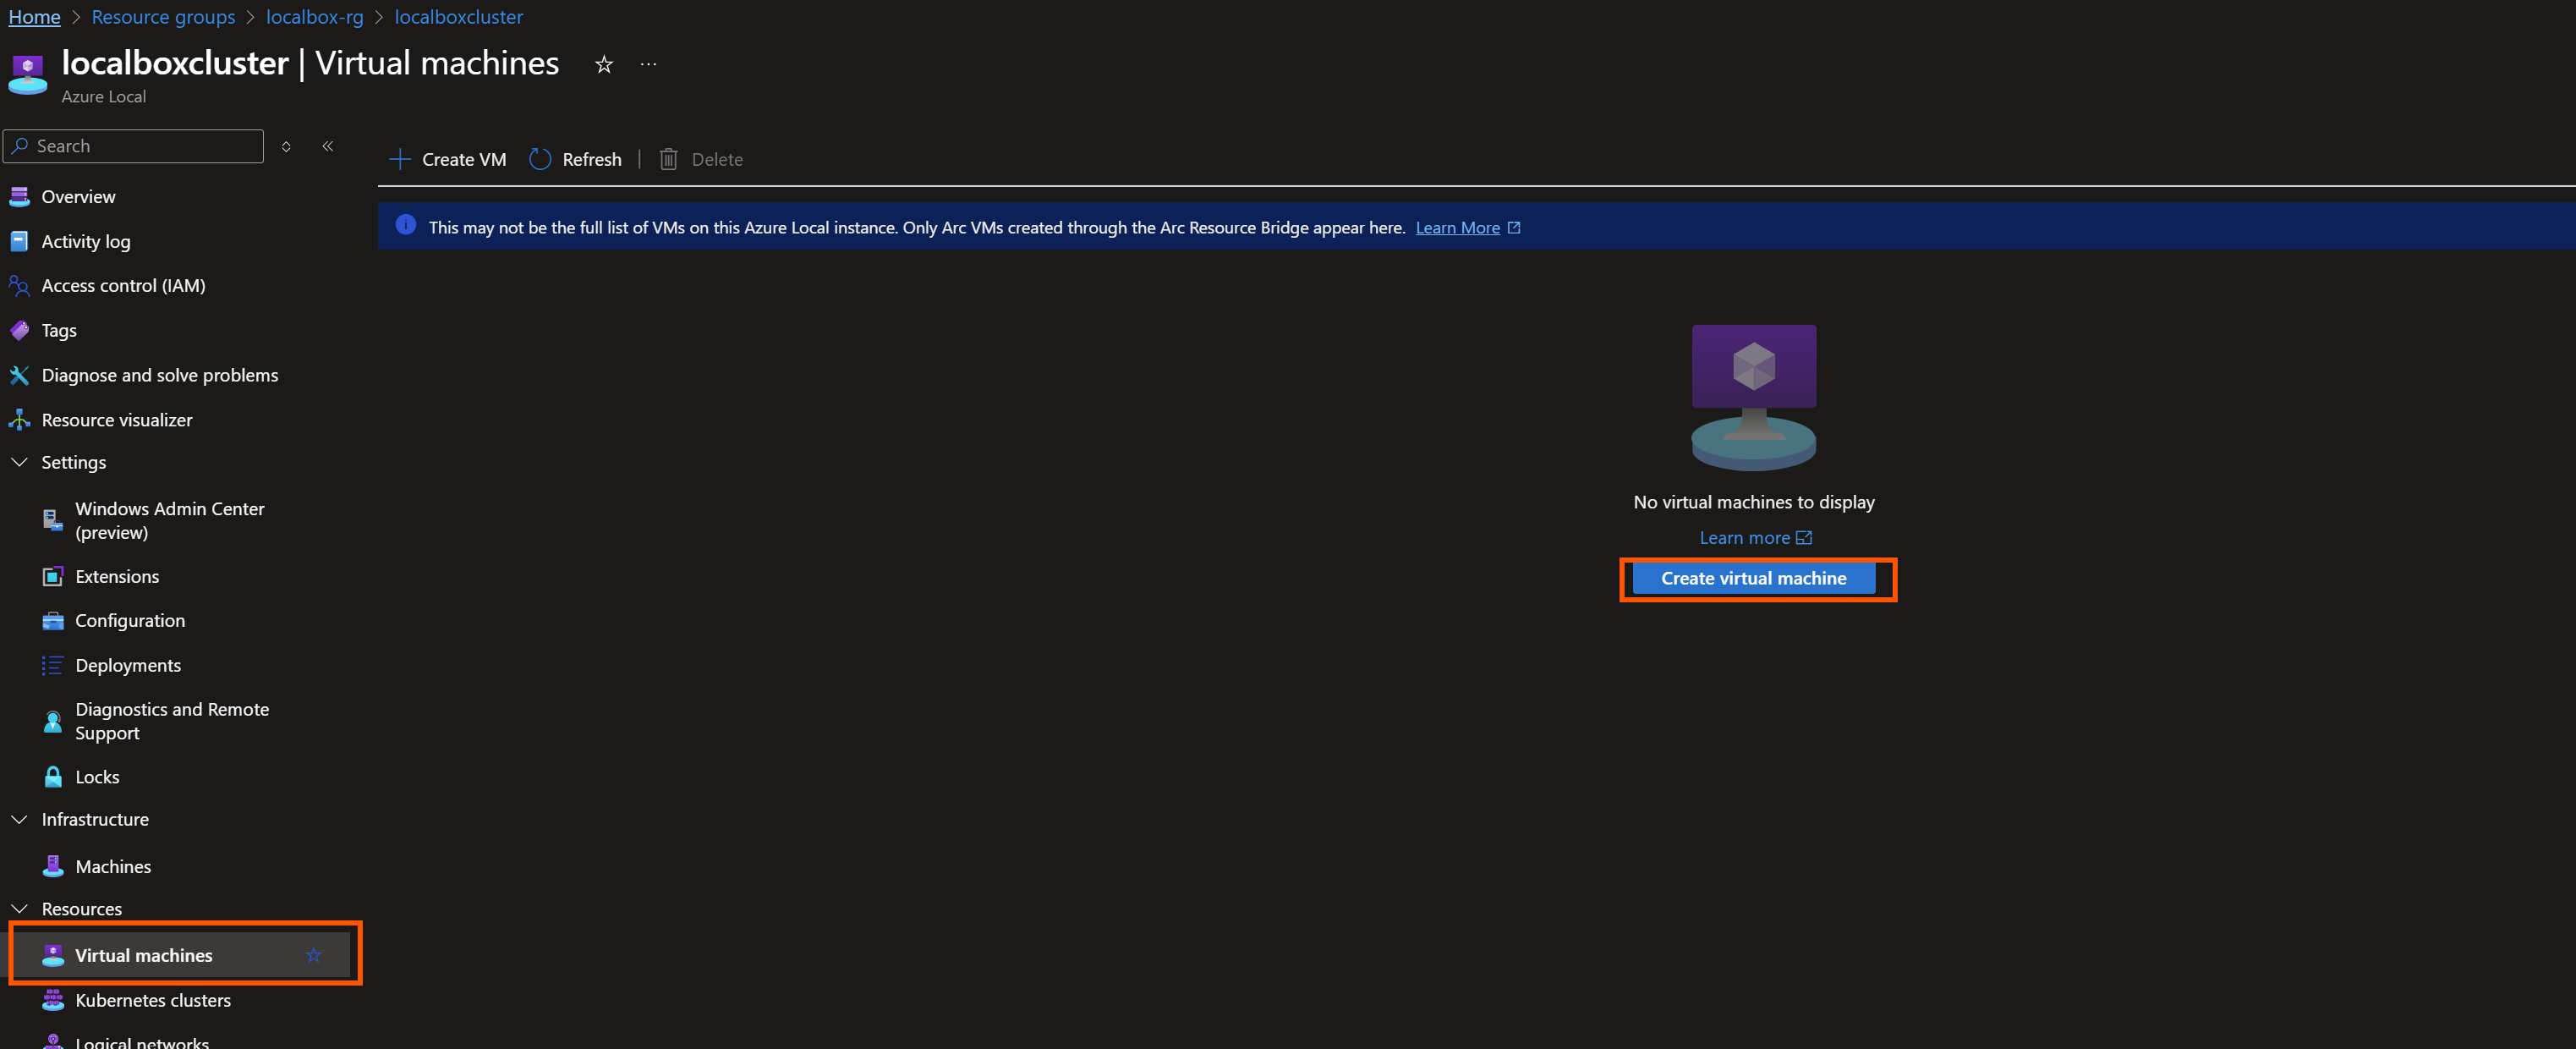 Home > Resource groups > localbox-rg > localboxcluster
localboxcluster | Virtual machines
Azure Local
Search
Create VM Refresh | Delete
Overview
This may not be the full list of VMs on this Azure Local instance. Only Arc VMs created through the Arc Resource Bridge appear here. Learn More
Activity log
Access control (IAM)
Tags
Diagnose and solve problems
Resource visualizer
Settings
Windows Admin Center
(preview)
Extensions
Configuration
Deployments
Diagnostics and Remote
Support
Locks
Infrastructure
Machines
Resources
Virtual machines
Kubernetes clusters
Logical networks
No virtual machines to display
Learn more
Create virtual machine